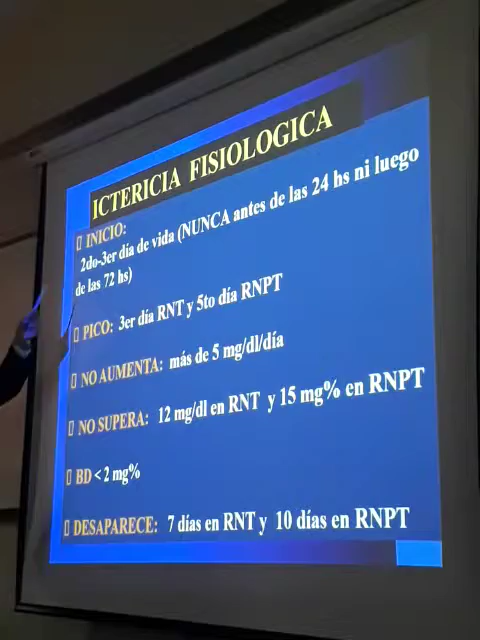 ICTERICIA FISIOLOGICA
INICIO:
2do-3er día de vida (NUNCA antes de las 24 hs ni luego
de las 72 hs)
PICO: 3er día RNT y 5to día RNPT
NO AUMENTA: más de 5 mg/dl/día
NO SUPERA: 12 mg/dl en RNT y 15 mg% en RNPT
BD < 2 mg%
DESAPARECE: 7 días en RNT y 10 días en RNPT